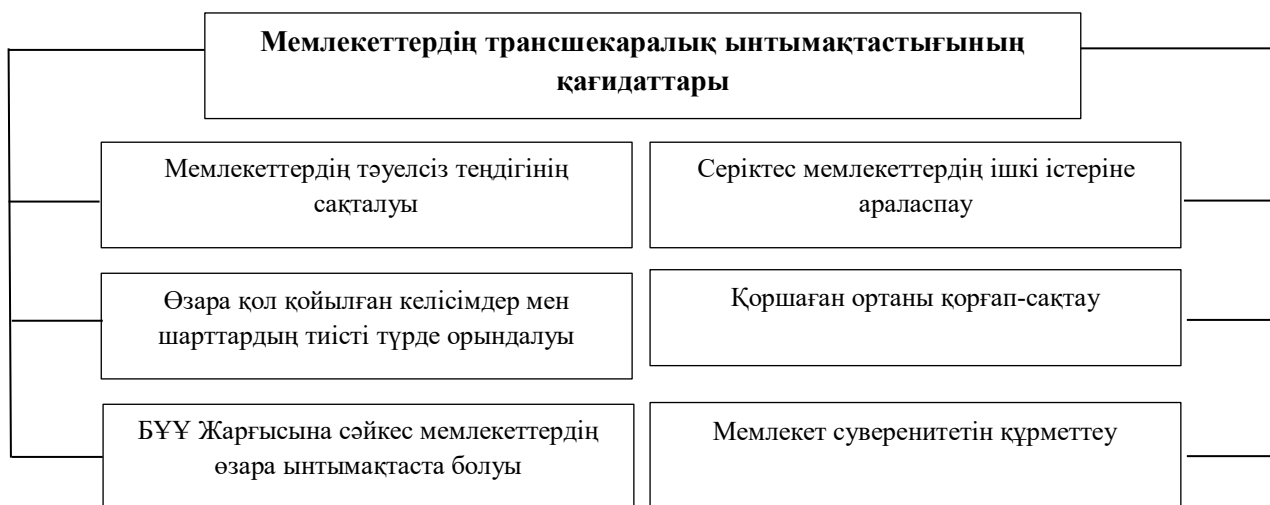 Мемлекеттердің трансшекаралық ынтымақтастығының
қағидаттары
Мемлекеттердің тәуелсіз теңдігінің
сақталуы
Серіктес мемлекеттердің ішкі істеріне
араласпау
Өзара қол қойылған келісімдер мен
шарттардың тиісті түрде орындалуы
Қоршаған ортаны қорғап-сақтау
БҰҰ Жарғысына сәйкес мемлекеттердің
өзара ынтымақтаста болуы
Мемлекет суверенитетін құрметтеу